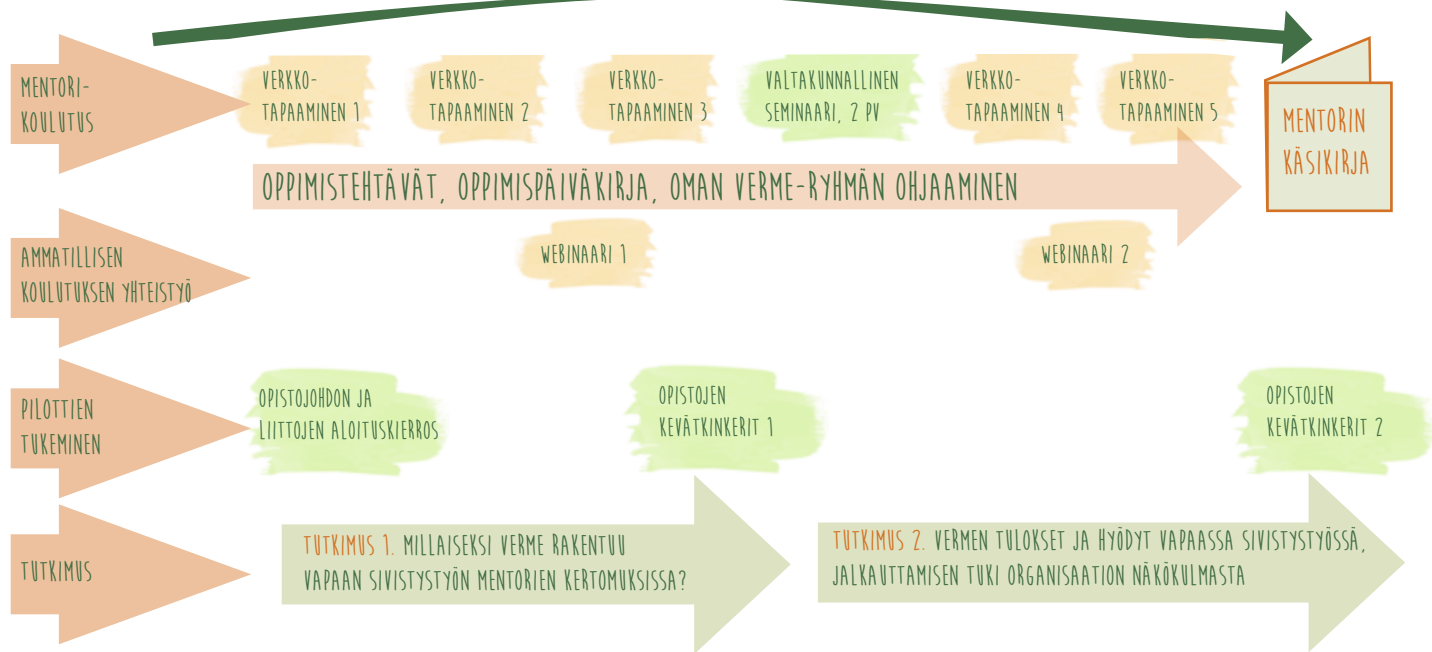 MENTORI-
KOULUTUS
VERKKO-
TAPAAMINEN 1
VERKKO-
TAPAAMINEN 2
VERKKO-
TAPAAMINEN 3
VALTAKUNNALLINEN
SEMINAARI, 2 PV
VERKKO-
TAPAAMINEN 4
VERKKO-
TAPAAMINEN 5
MENTORIN
KÄSIKIRJA
OPPIMISTEHTÄVÄT, OPPIMISPÄIVÄKIRJA, OMAN VERME-RYHMÄN OHJAAMINEN
AMMATILLISEN
KOULUTUKSEN YHTEISTYÖ
WEBINAARI 1
WEBINAARI 2
PILOTTIEN
TUKEMINEN
OPISTOJOHDON JA
LIITTOJEN ALOITUSKIERROS
OPISTOJEN
KEVÄTKINKERIT 1
OPISTOJEN
KEVÄTKINKERIT 2
TUTKIMUS
TUTKIMUS 1. MILLAISEKSI VERME RAKENTUU
VAPAAN SIVISTYSTYÖN MENTORIEN KERTOMUKSISSA?
TUTKIMUS 2. VERMEN TULOKSET JA HYÖDYT VAPAASSA SIVISTYSTYÖSSÄ,
JALKAUTTAMISEN TUKI ORGANISAATION NÄKÖKULMASTA